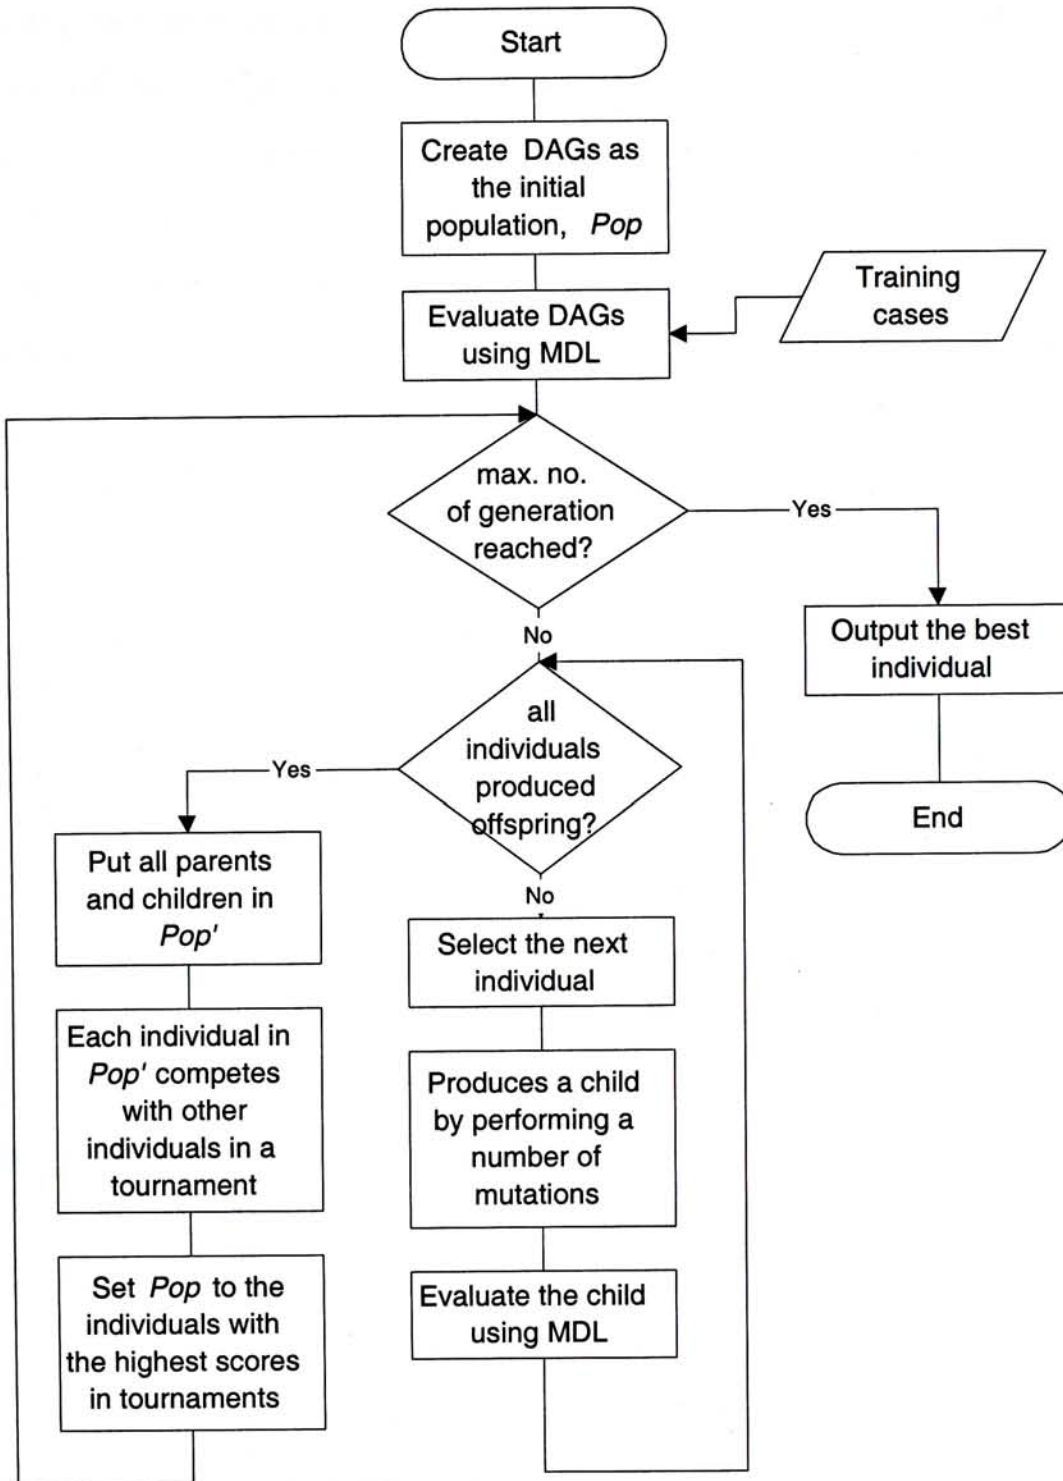 Start
Create DAGs as
the initial
population, Pop
Training
cases
Evaluate DAGs
using MDL
max. no.
of generation
reached?
Yes
No
Output the best
individual
End
all
individuals
produced
offspring?
Yes
No
Put all parents
and children in
Pop'
Each individual in
Pop' competes
with other
individuals in a
tournament
Set Pop to the
individuals with
the highest scores
in tournaments
Select the next
individual
Produces a child
by performing a
number of
mutations
Evaluate the child
using MDL